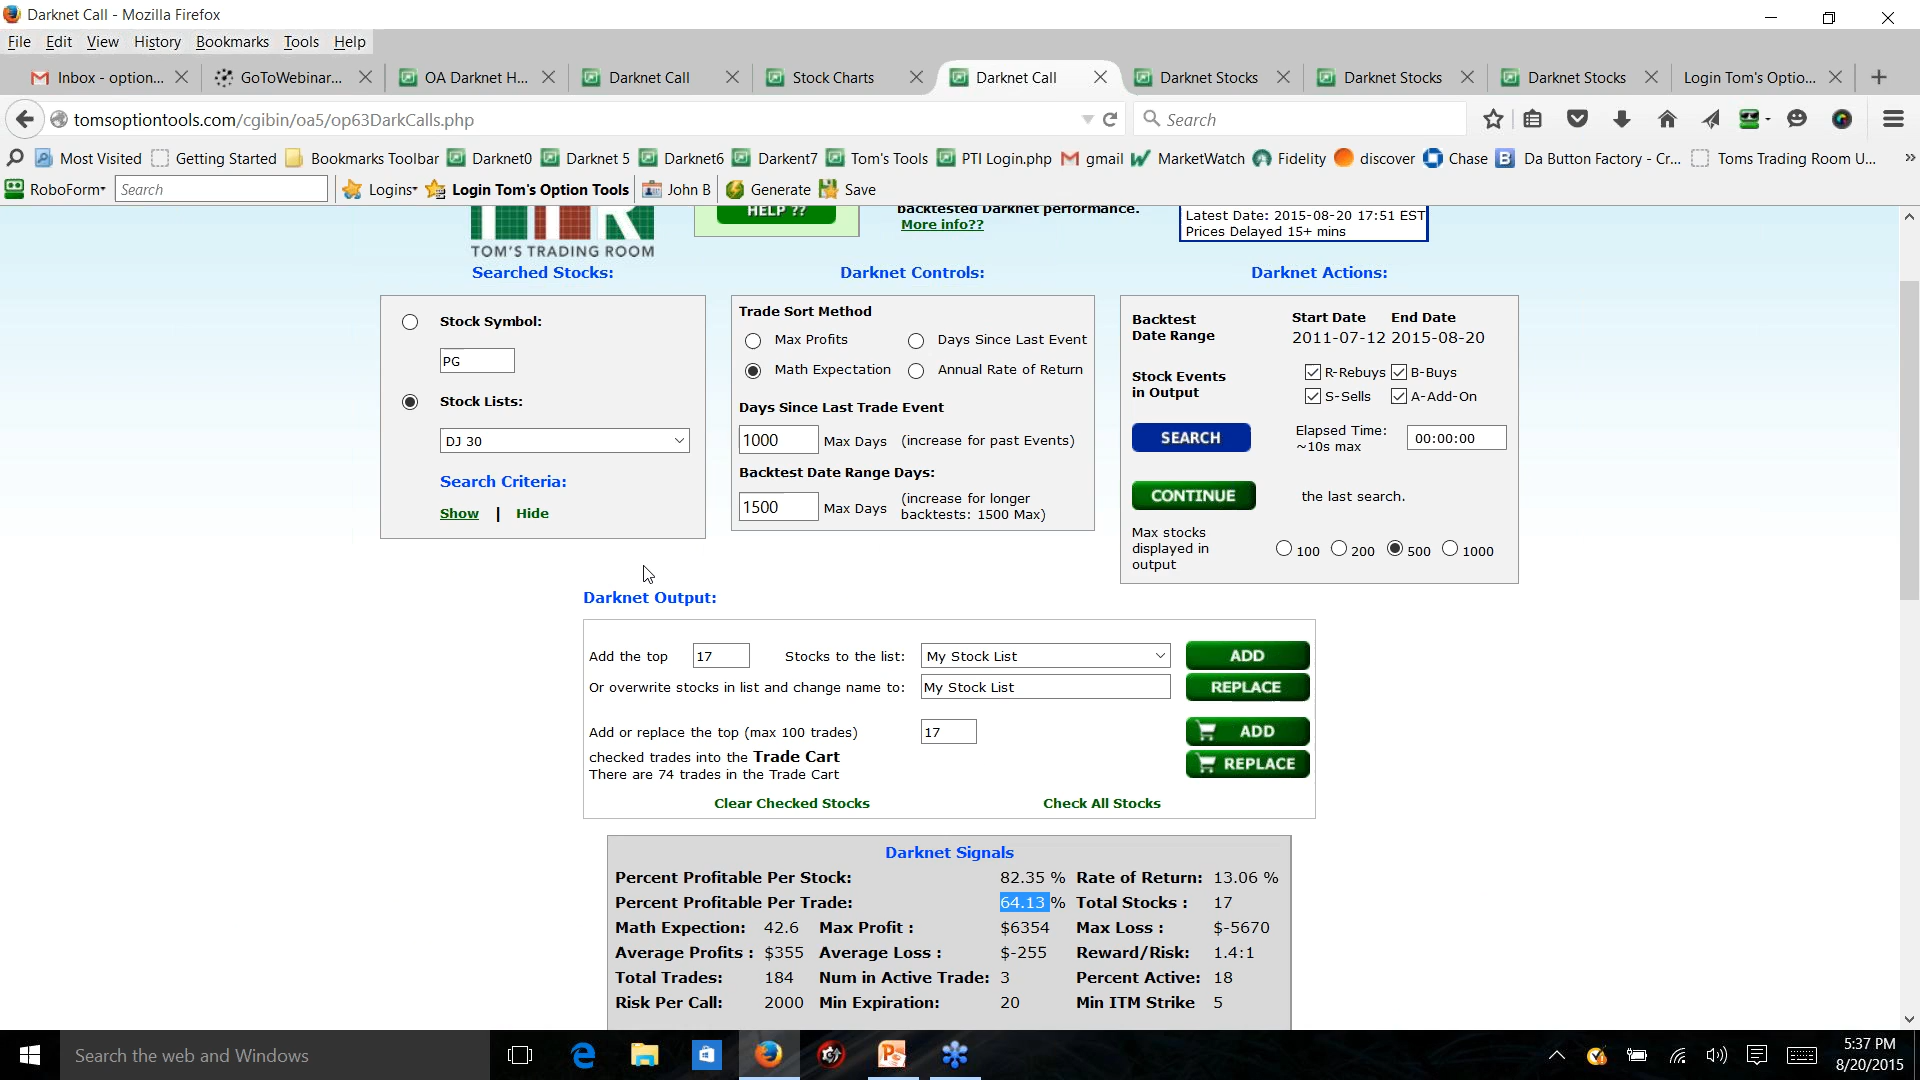 Darknet Call - Mozilla Firefox
File Edit View History Bookmarks Tools Help
Inbox - option... GoToWebinar... OA Darknet H... Darknet Call Stock Charts Darknet Call Darknet Stocks Darknet Stocks Darknet Stocks Login Tom's Optio...
tomsoptiontools.com/cgibin/oa5/op63DarkCalls.php Search
Most Visited Getting Started Bookmarks Toolbar Darknet0 Darknet 5 Darknet6 Darkent7 Tom's Tools PTI Login.php gmail MarketWatch Fidelity discover Chase Da Button Factory - Cr... Toms Trading Room U... »
RoboForm Search Logins Login Tom's Option Tools John B Generate Save
HELP ?? backtested Darknet performance. Latest Date: 2015-08-20 17:51 EST
More info?? Prices Delayed 15+ mins
TOM'S TRADING ROOM
Searched Stocks: Darknet Controls: Darknet Actions:
Stock Symbol:
PG
Stock Lists:
DJ 30
Search Criteria:
Show | Hide
Trade Sort Method
Max Profits Days Since Last Event
Math Expectation Annual Rate of Return
Days Since Last Trade Event
1000 Max Days (increase for past Events)
Backtest Date Range Days:
1500 Max Days (increase for longer
backtests: 1500 Max)
Backtest Start Date End Date
Date Range 2011-07-12 2015-08-20
Stock Events R-Rebuys B-Buys
in Output S-Sells A-Add-On
SEARCH Elapsed Time: 00:00:00
~10s max
CONTINUE the last search.
Max stocks
displayed in 100 200 500 1000
output
Darknet Output:
Add the top 17 Stocks to the list: My Stock List ADD
Or overwrite stocks in list and change name to: My Stock List REPLACE
Add or replace the top (max 100 trades) 17 ADD
checked trades into the Trade Cart REPLACE
There are 74 trades in the Trade Cart
Clear Checked Stocks Check All Stocks
Darknet Signals
Percent Profitable Per Stock: 82.35 % Rate of Return: 13.06 %
Percent Profitable Per Trade: 64.13 % Total Stocks : 17
Math Expection: 42.6 Max Profit : $6354 Max Loss : $-5670
Average Profits : $355 Average Loss : $-255 Reward/Risk: 1.4:1
Total Trades: 184 Num in Active Trade: 3 Percent Active: 18
Risk Per Call: 2000 Min Expiration: 20 Min ITM Strike 5
Search the web and Windows
5:37 PM
8/20/2015